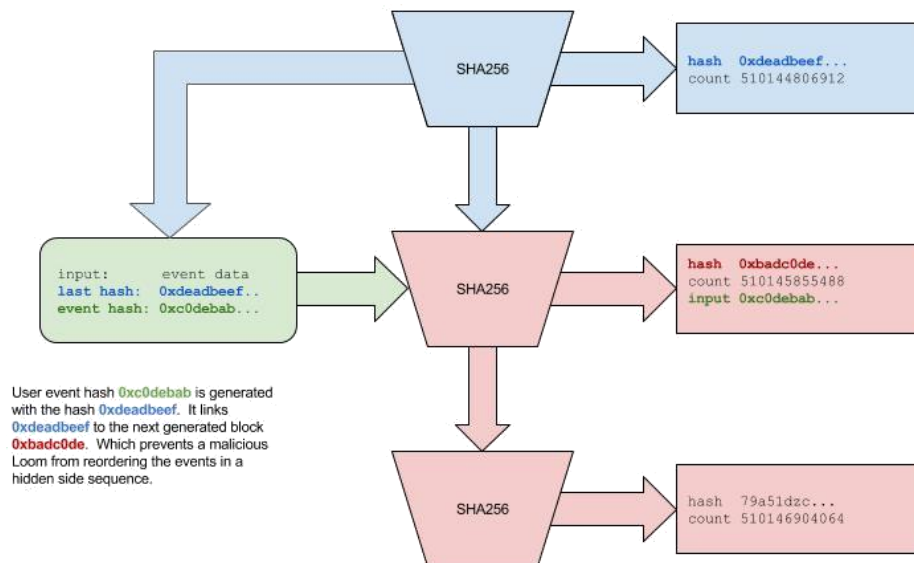 SHA256
hash 0xdeadbeef...
count 510144806912
input: event data
last hash: 0xdeadbeef..
event hash: 0xc0debab...
SHA256
hash 0xbadc0de...
count 510145855488
input 0xc0debab...
User event hash 0xc0debab is generated
with the hash 0xdeadbeef. It links
0xdeadbeef to the next generated block
0xbadc0de. Which prevents a malicious
Loom from reordering the events in a
hidden side sequence.
SHA256
hash 79a51dzc...
count 510146904064